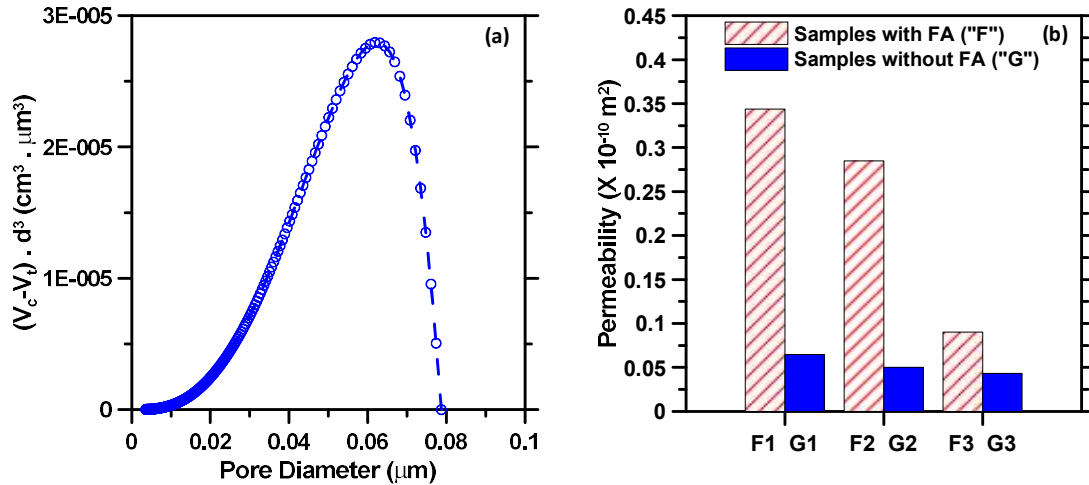 (a)
3E-005
2E-005
1E-005
0
(Vc-Vt) . d³ (cm³ . μm³)
0 0.02 0.04 0.06 0.08 0.1
Pore Diameter (μm)
(b)
Samples with FA ("F")
Samples without FA ("G")
0.45
0.4
0.35
0.3
0.25
0.2
0.15
0.1
0.05
0
Permeability (X 10⁻¹⁰ m²)
F1 G1 F2 G2 F3 G3